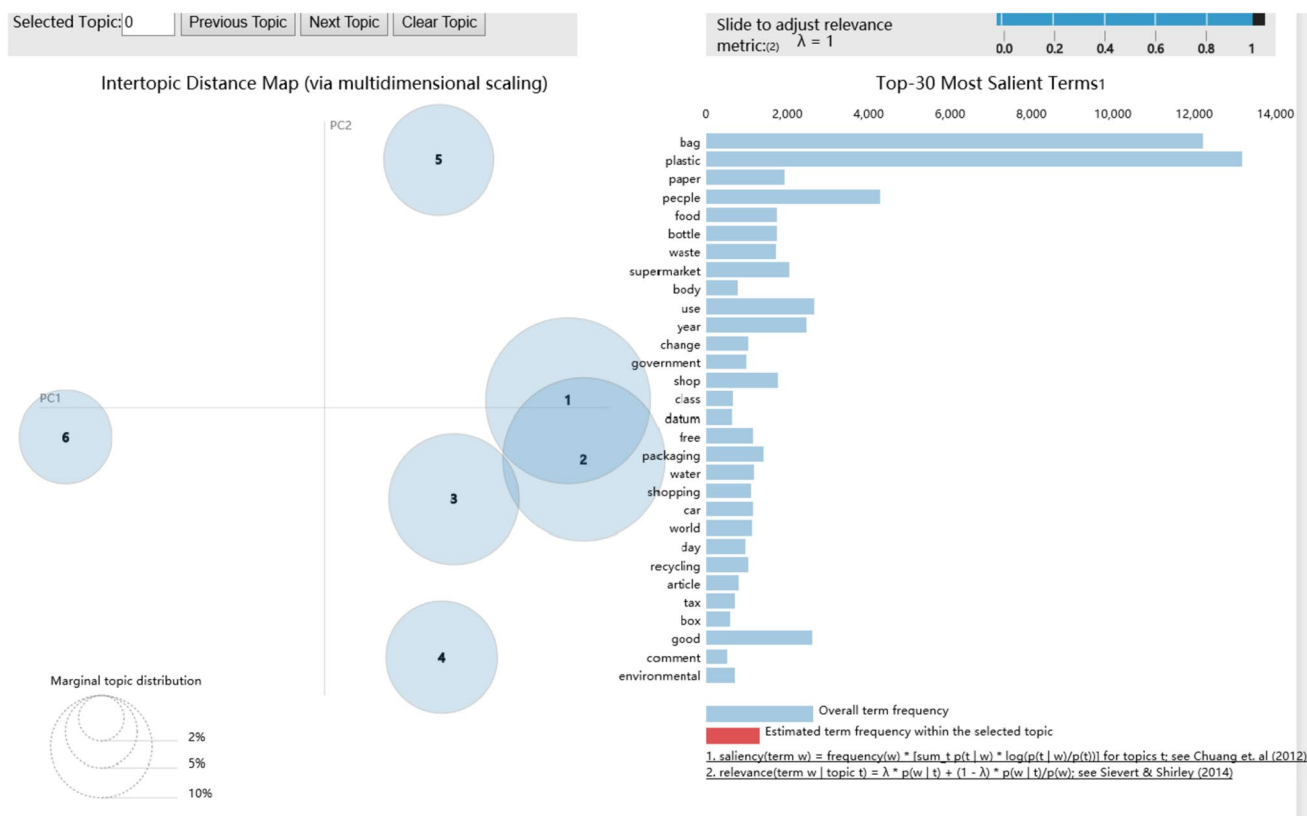 Selected Topic: 0 Previous Topic Next Topic Clear Topic
Slide to adjust relevance
metric:(2) λ = 1
0.0 0.2 0.4 0.6 0.8 1
Intertopic Distance Map (via multidimensional scaling)
PC2
5
PC1
1
6
2
3
4
Marginal topic distribution
2%
5%
10%
Top-30 Most Salient Terms1
0 2,000 4,000 6,000 8,000 10,000 12,000 14,000
bag
plastic
paper
pecple
food
bottle
waste
supermarket
body
use
year
change
government
shop
class
datum
free
packaging
water
shopping
car
world
day
recycling
article
tax
box
good
comment
environmental
Overall term frequency
Estimated term frequency within the selected topic
1. saliency(term w) = frequency(w) * [sum_t p(t | w) * log(p(t | w)/p(t))] for topics t; see Chuang et. al (2012)
2. relevance(term w | topic t) = λ * p(w | t) + (1 - λ) * p(w | t)/p(w); see Sievert & Shirley (2014)